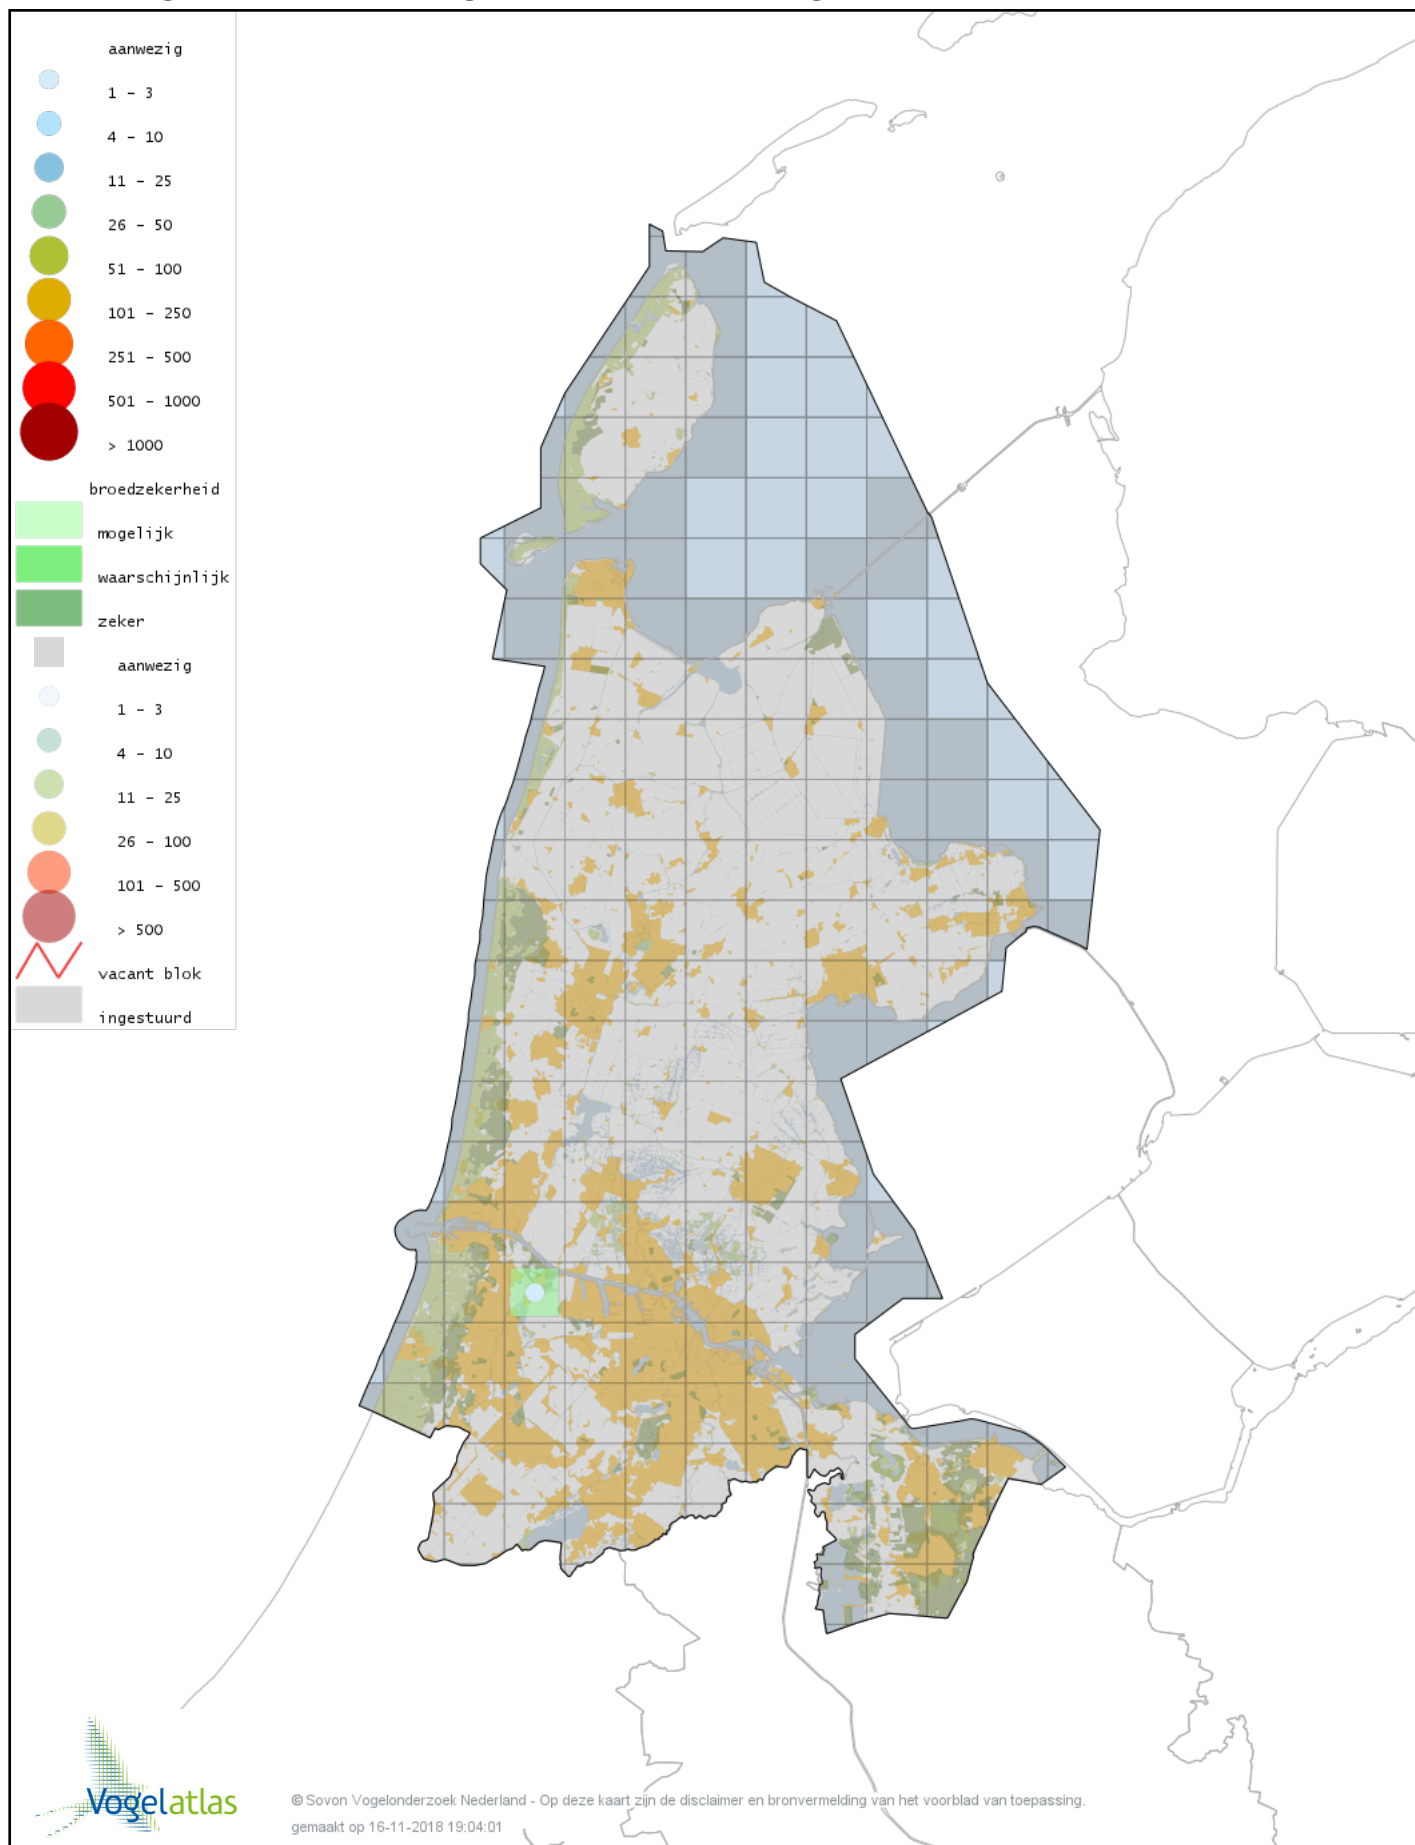 aanwezig
1 - 3
4 - 10
11 - 25
26 - 50
51 - 100
101 - 250
251 - 500
501 - 1000
> 1000
broedzekerheid
mogelijk
waarschijnlijk
zeker
aanwezig
1 - 3
4 - 10
11 - 25
26 - 100
101 - 500
> 500
vacant blok
ingestuurd
Vogelatlas
© Sovon Vogelonderzoek Nederland - Op deze kaart zijn de disclaimer en bronvermelding van het voorblad van toepassing.
gemaakt op 16-11-2018 19:04:01